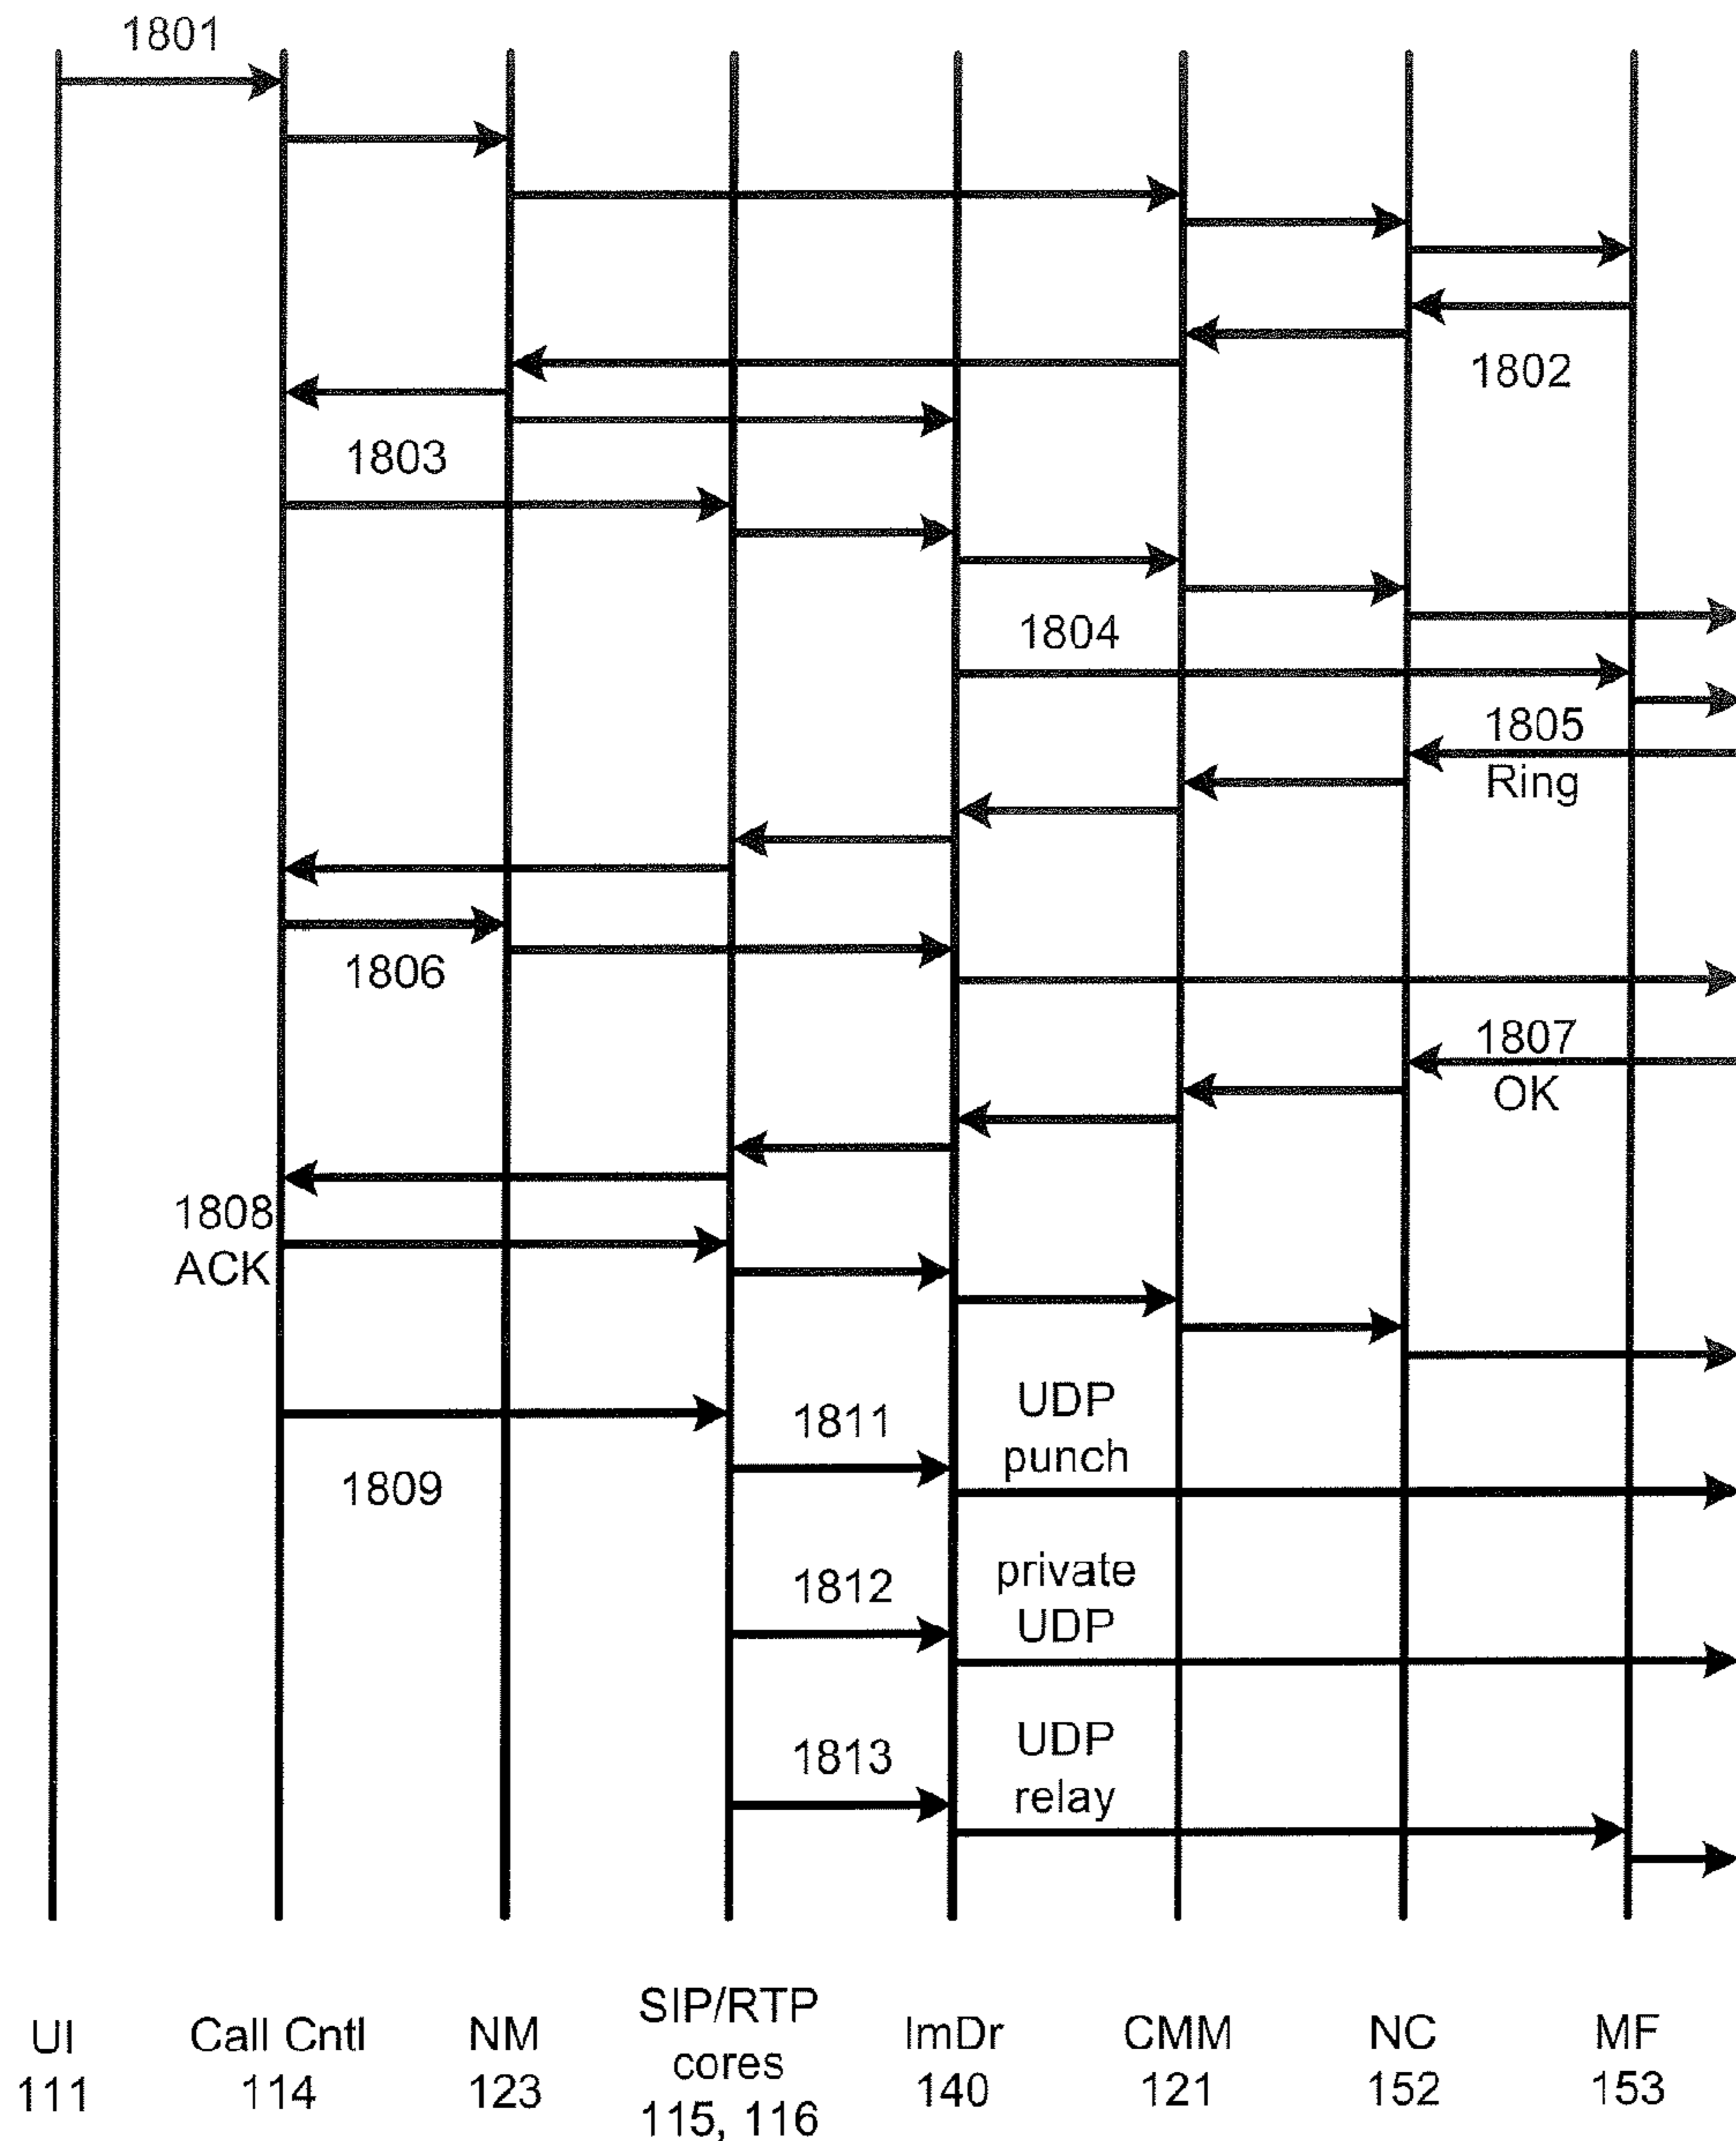 1801
1802
1803
1804
1805
Ring
1806
1807
OK
1808
ACK
1811
UDP
punch
1809
1812
private
UDP
1813
UDP
relay
UI
111
Call Cntl
114
NM
123
SIP/RTP
cores
115, 116
ImDr
140
CMM
121
NC
152
MF
153